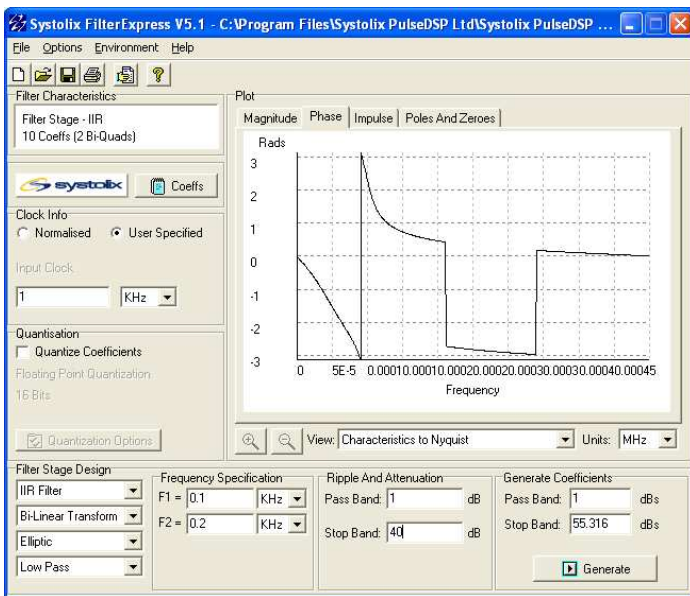 Systolix FilterExpress V5.1 - C:\Program Files\Systolix PulseDSP Ltd\Systolix PulseDSP ...
File Options Environment Help
Filter Characteristics
Filter Stage - IIR
10 Coeffs (2 Bi-Quads)
systolix
Coeffs
Clock Info
Normalised User Specified
Input Clock
1 KHz
Quantisation
Quantize Coefficients
Floating Point Quantization
16 Bits
Quantization Options
Plot
Magnitude Phase Impulse Poles And Zeroes
Rads
3
2
1
0
-1
-2
-3
0 5E-5 0.00010.00010.00020.00020.00030.00030.00040.00045
Frequency
View: Characteristics to Nyquist Units: MHz
Filter Stage Design
IIR Filter
Bi-Linear Transform
Elliptic
Low Pass
Frequency Specification
F1 = 0.1 KHz
F2 = 0.2 KHz
Ripple And Attenuation
Pass Band: 1 dB
Stop Band: 40 dB
Generate Coefficients
Pass Band: 1 dBs
Stop Band: 55.316 dBs
Generate